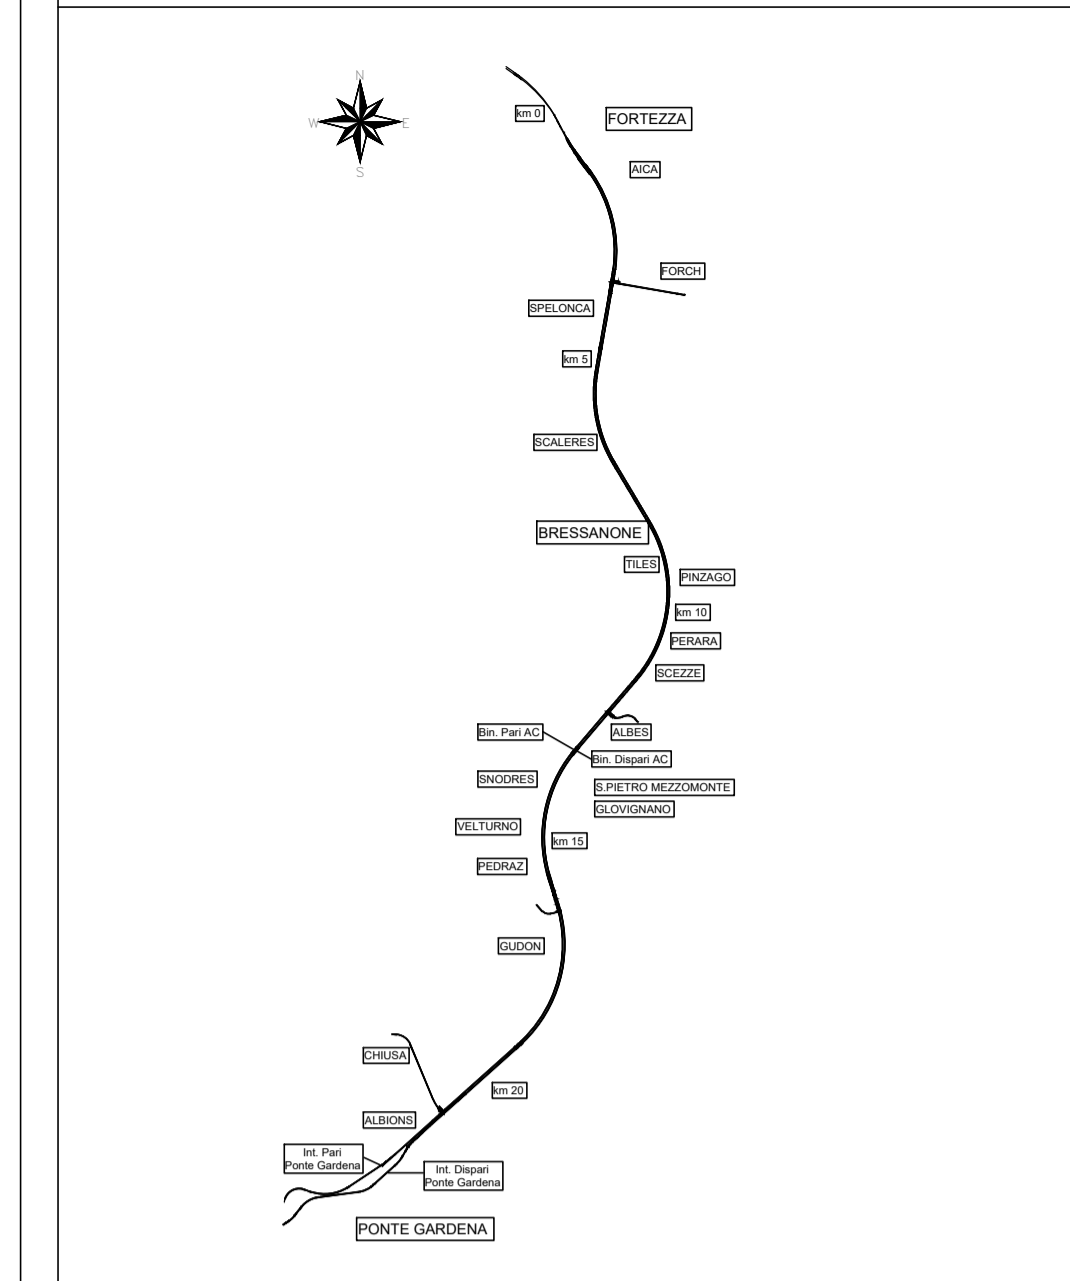 N
km 0
FORTEZZA
W
E
S
AICA
FORCH
SPELONCA
km 5
SCALERES
BRESSANONE
TILES
PINZAGO
km 10
PERARA
SCEZZE
Bin. Pari AC
ALBES
Bin. Dispari AC
SNODRES
S.PIETRO MEZZOMONTE
GLOVIGNANO
VELTURNO
km 15
PEDRAZ
GUDON
CHIUSA
km 20
ALBIONS
Int. Pari
Ponte Gardena
Int. Dispari
Ponte Gardena
PONTE GARDENA